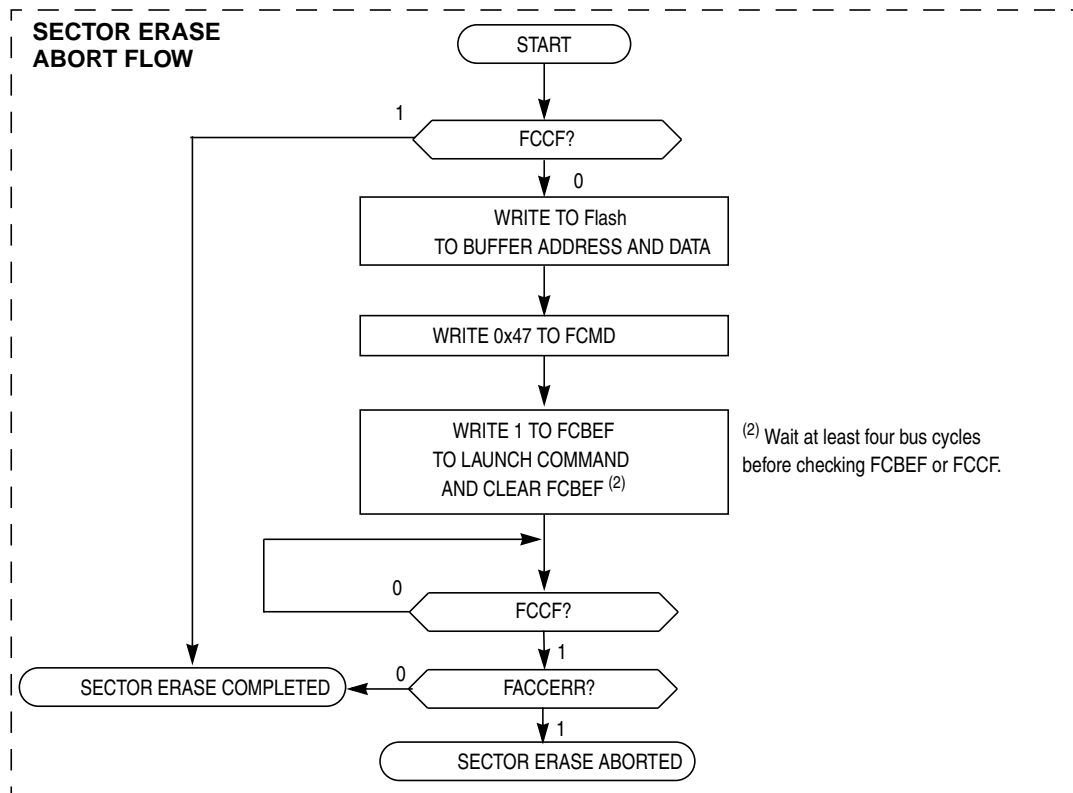 SECTOR ERASE
ABORT FLOW
START
1
FCCF?
0
WRITE TO Flash
TO BUFFER ADDRESS AND DATA
WRITE 0x47 TO FCMD
WRITE 1 TO FCBEF
TO LAUNCH COMMAND
AND CLEAR FCBEF (2)
(2) Wait at least four bus cycles
before checking FCBEF or FCCF.
0
FCCF?
1
SECTOR ERASE COMPLETED
0
FACCERR?
1
SECTOR ERASE ABORTED